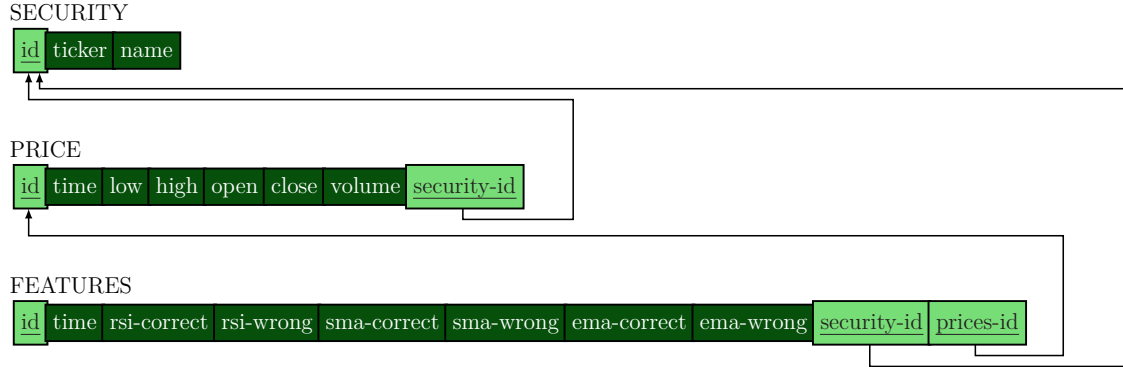 SECURITY
id ticker name
PRICE
id time low high open close volume security-id
FEATURES
id time rsi-correct rsi-wrong sma-correct sma-wrong ema-correct ema-wrong security-id prices-id